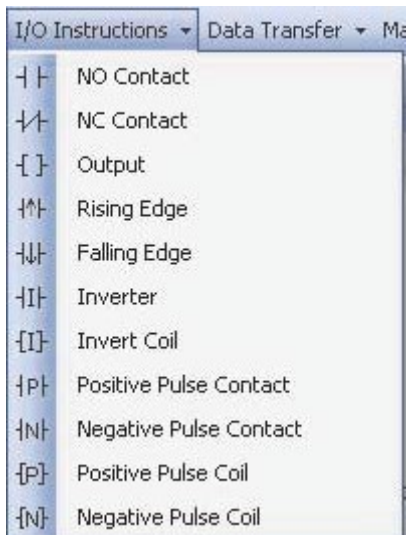 I/O Instructions Data Transfer Ma
NO Contact
NC Contact
Output
Rising Edge
Falling Edge
I Inverter
[I] Invert Coil
P Positive Pulse Contact
N Negative Pulse Contact
{P} Positive Pulse Coil
{N} Negative Pulse Coil